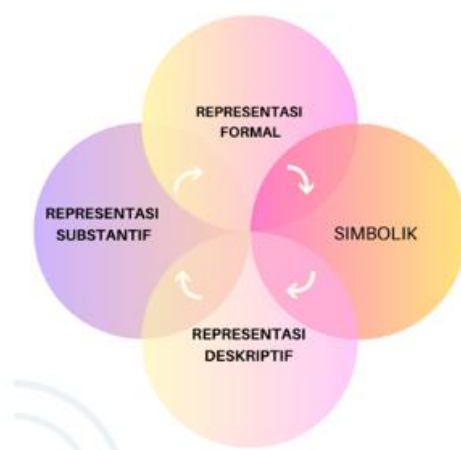 REPRESENTASI
FORMAL
REPRESENTASI
SUBSTANTIF
SIMBOLIK
REPRESENTASI
DESKRIPTIF